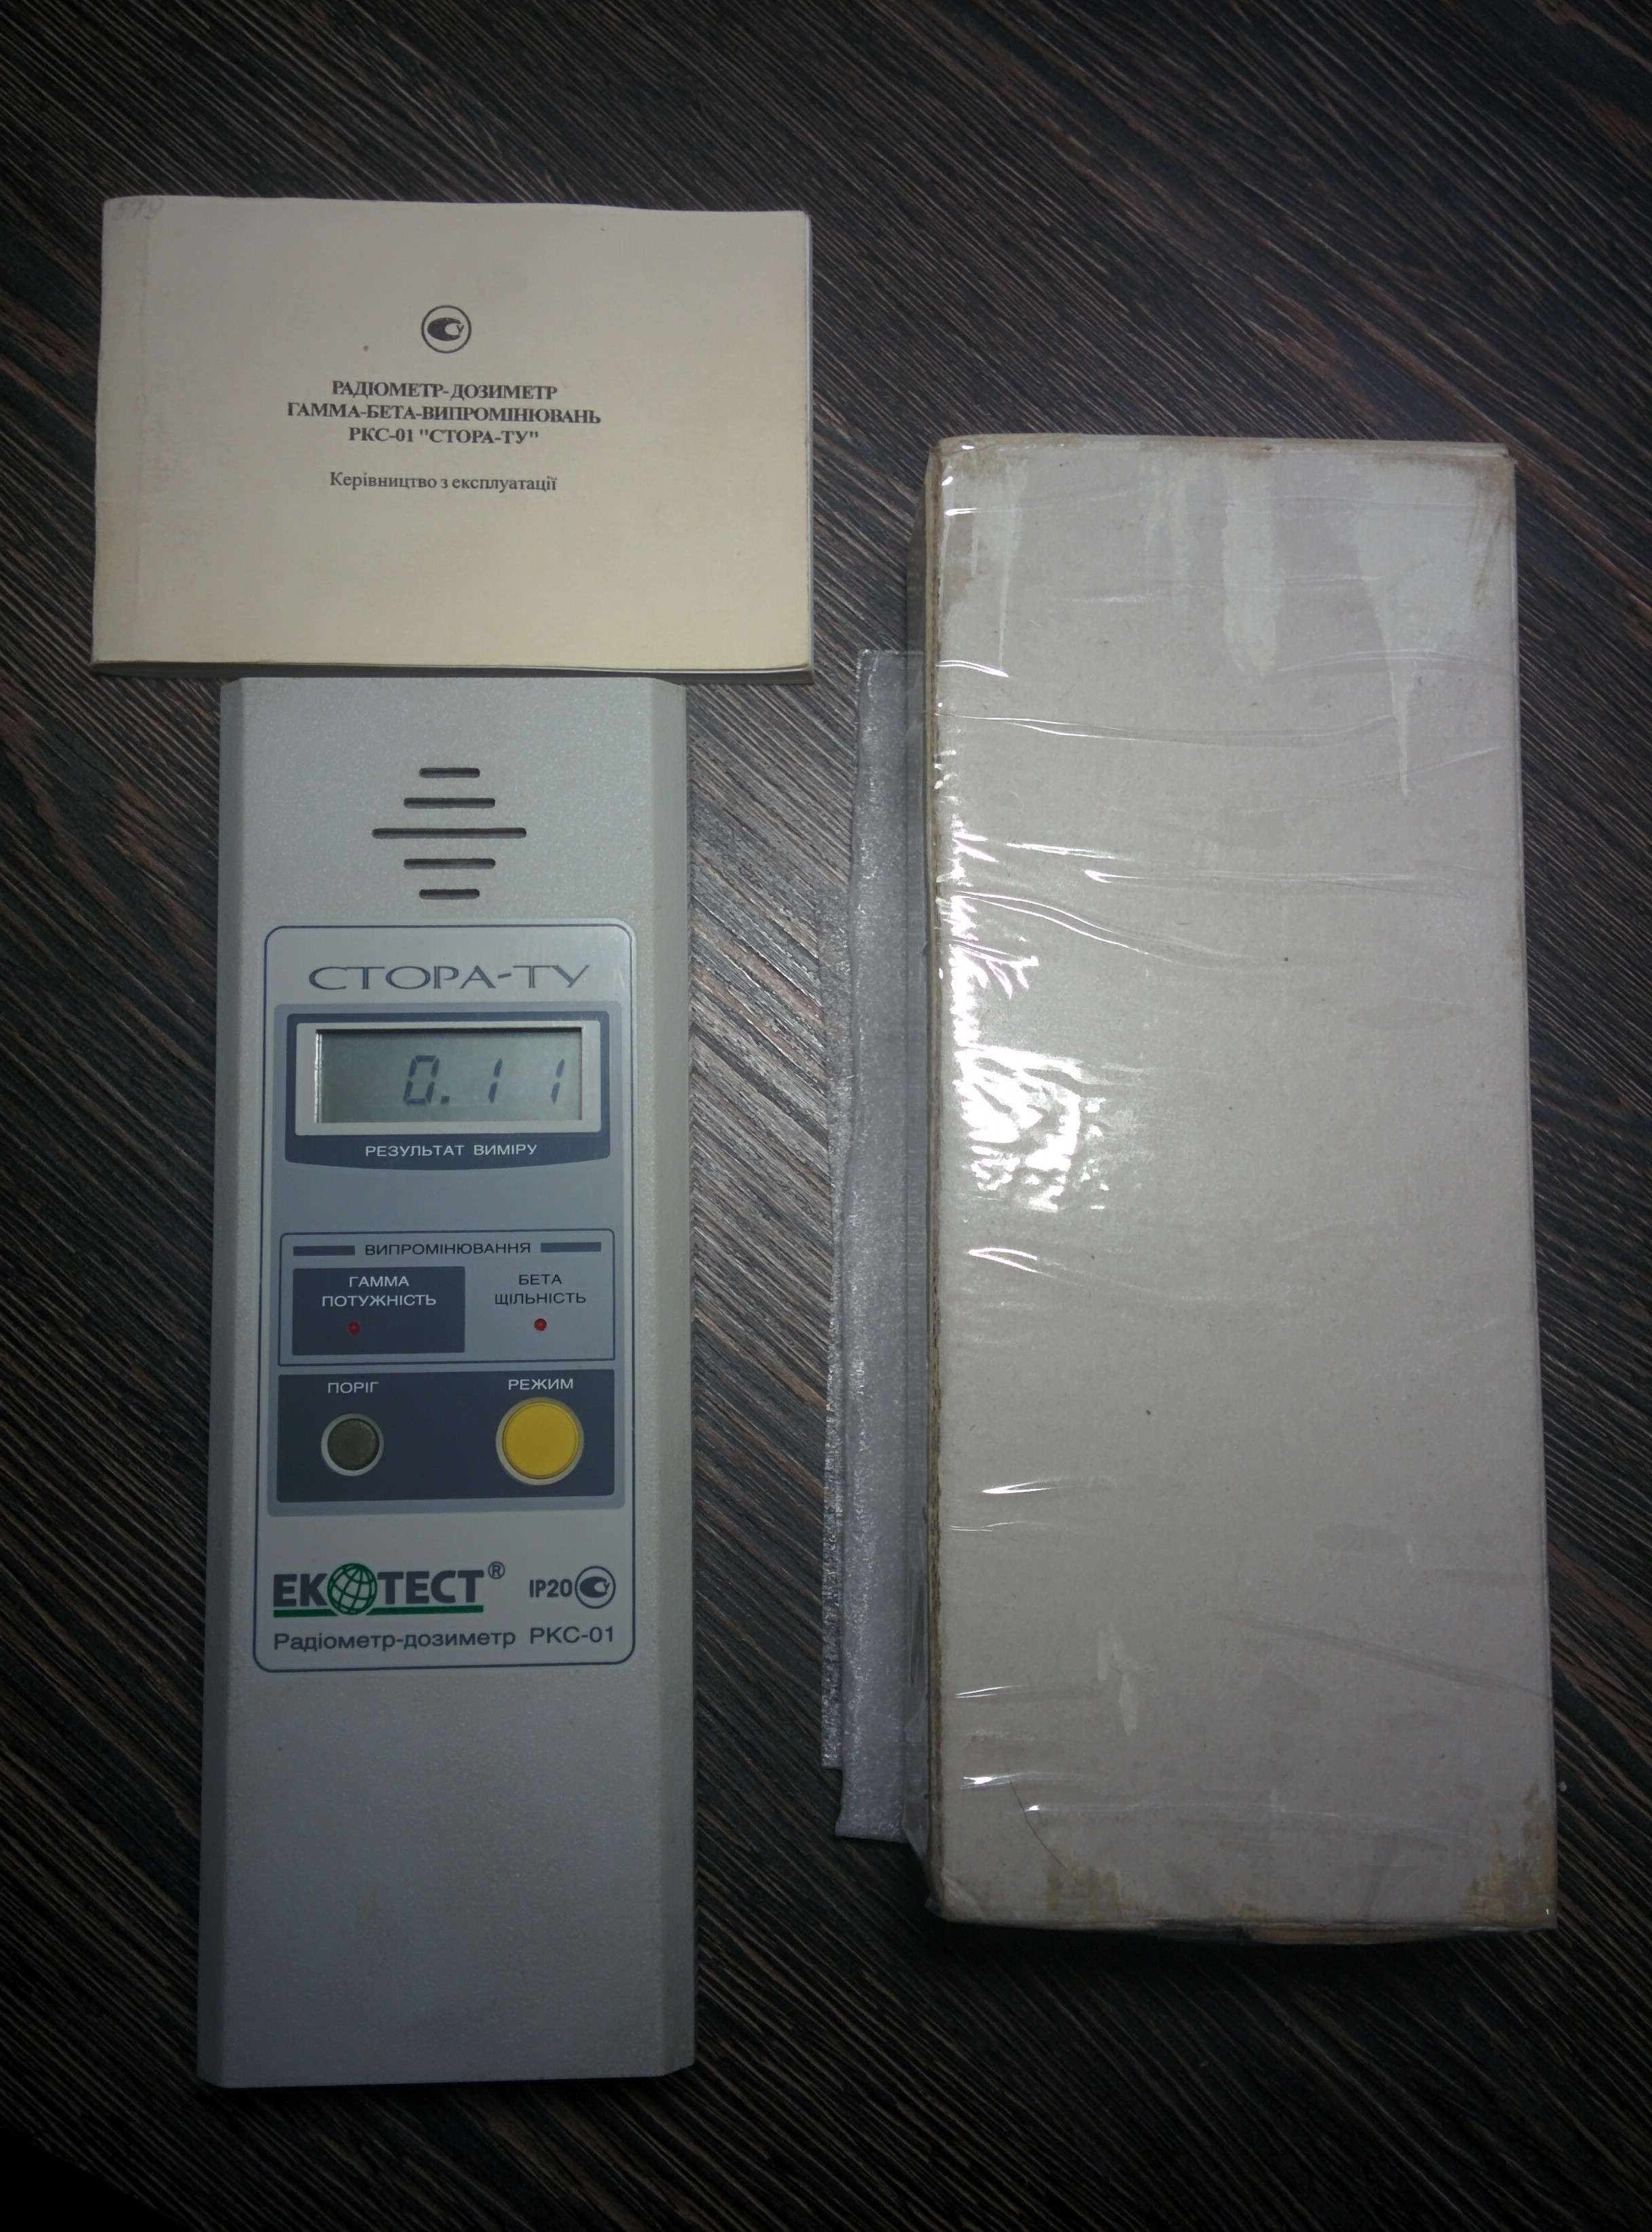 РАДІОМЕТР-ДОЗИМЕТР
ГАММА-БЕТА-ВИПРОМІНЮВАНЬ
РКС-01 "СТОРА-ТУ"
Керівництво з експлуатації
СТОРА-ТУ
0.11
РЕЗУЛЬТАТ ВИМІРУ
ВИПРОМІНЮВАННЯ
ГАММА
ПОТУЖНІСТЬ
БЕТА
ЩІЛЬНІСТЬ
ПОРІГ
РЕЖИМ
ЕКОТЕСТ® IP20
Радіометр-дозиметр РКС-01